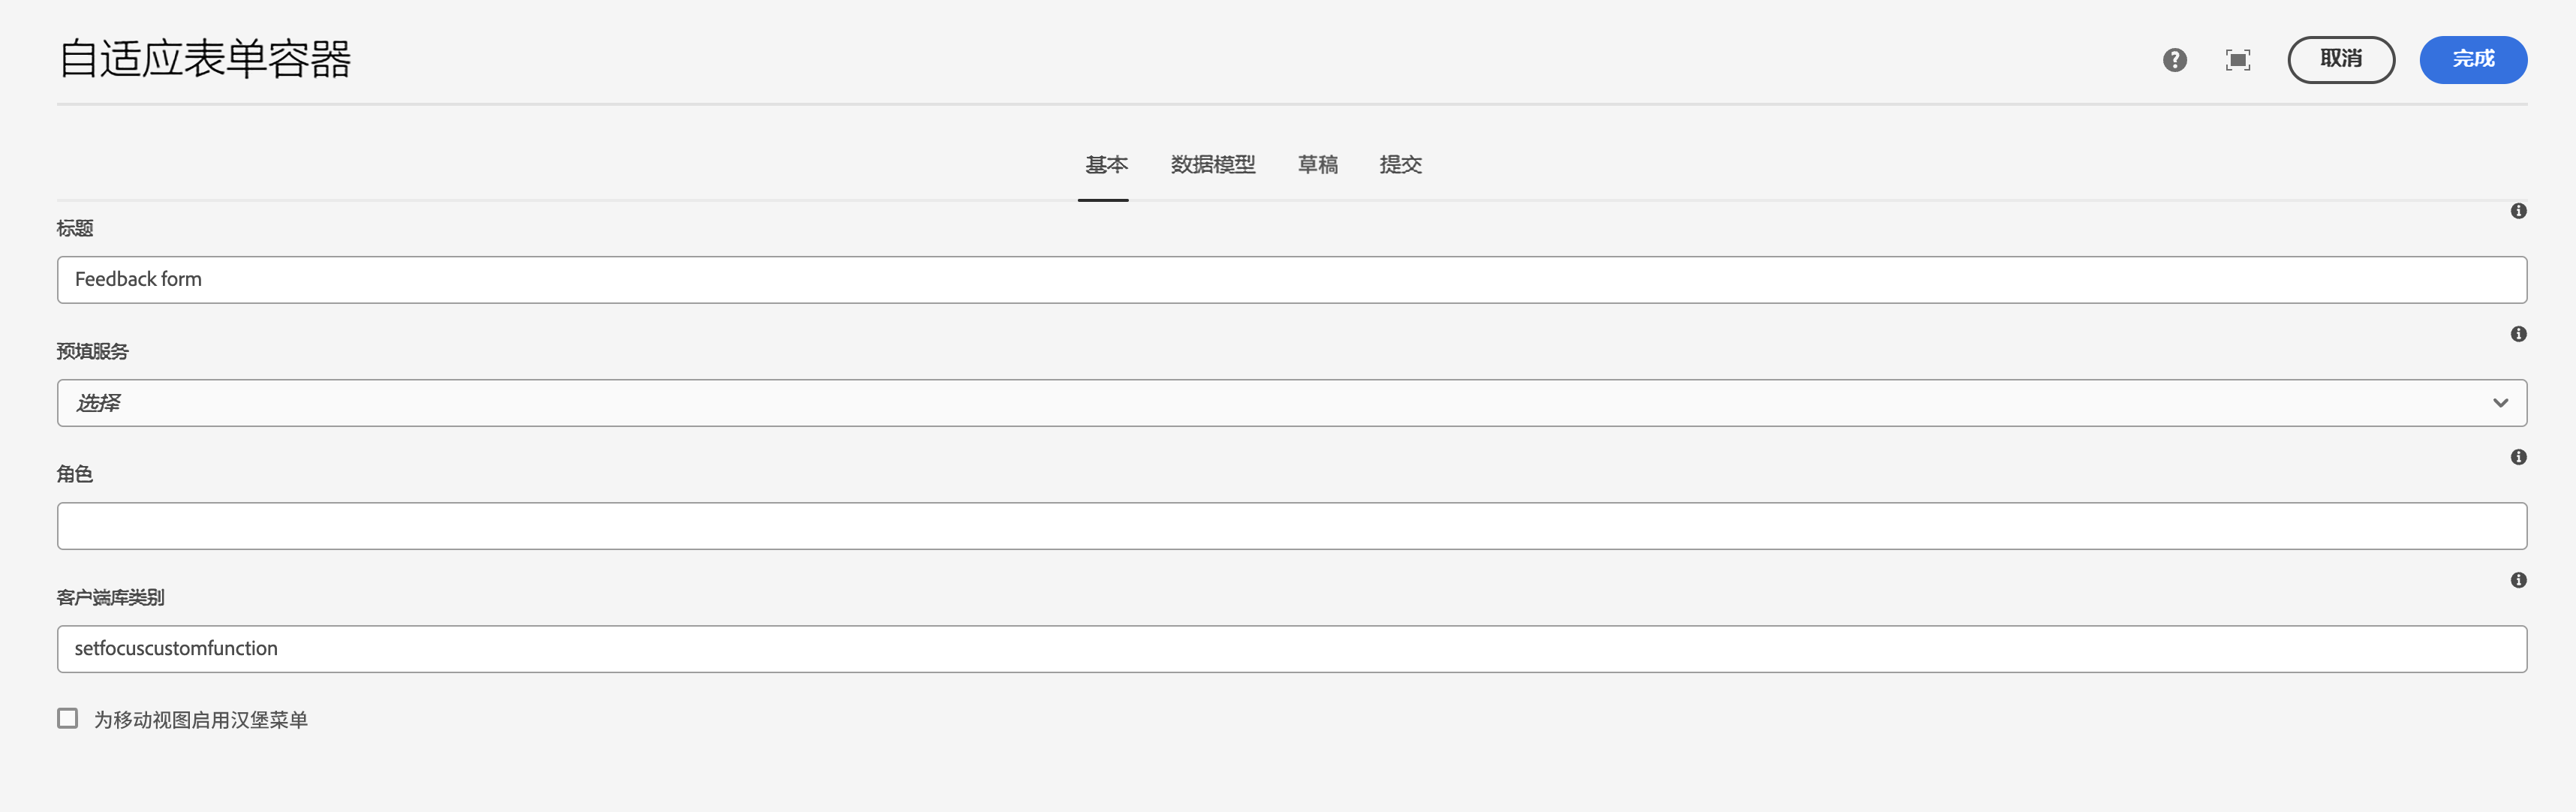 自适应表单容器
取消
完成
基本 数据模型 草稿 提交
标题
Feedback form
预填服务
选择
角色
客户端库类别
setfocuscustomfunction
为移动视图启用汉堡菜单